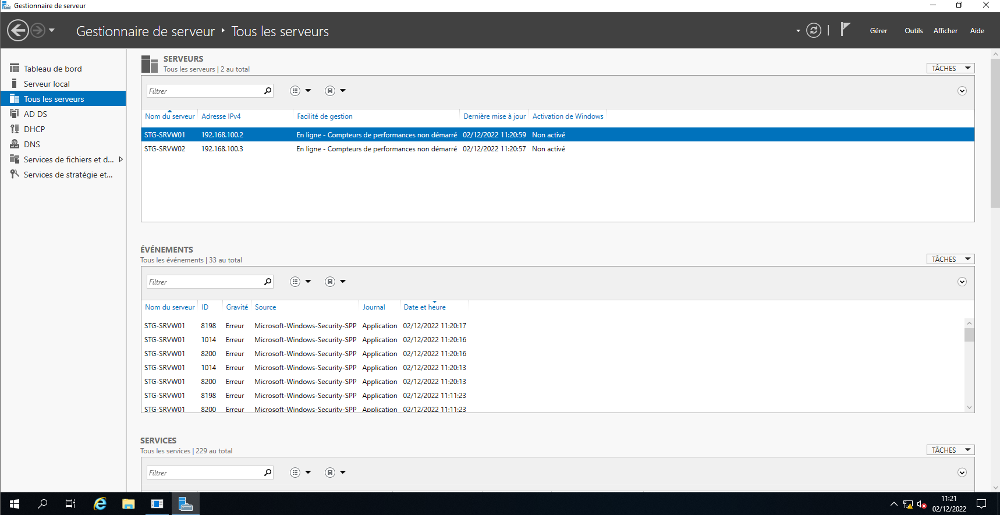 Gestionnaire de serveur
Gestionnaire de serveur ‣ Tous les serveurs
Gérer Outils Afficher Aide
Tableau de bord
Serveur local
Tous les serveurs
AD DS
DHCP
DNS
Services de fichiers et d...
Services de stratégie et...
SERVEURS
Tous les serveurs | 2 au total
TÂCHES
Filtrer
Nom du serveur Adresse IPv4 Facilité de gestion Dernière mise à jour Activation de Windows
STG-SRVW01 192.168.100.2 En ligne - Compteurs de performances non démarré 02/12/2022 11:20:59 Non activé
STG-SRVW02 192.168.100.3 En ligne - Compteurs de performances non démarré 02/12/2022 11:20:57 Non activé
ÉVÉNEMENTS
Tous les événements | 33 au total
TÂCHES
Filtrer
Nom du serveur ID Gravité Source Journal Date et heure
STG-SRVW01 8198 Erreur Microsoft-Windows-Security-SPP Application 02/12/2022 11:20:17
STG-SRVW01 1014 Erreur Microsoft-Windows-Security-SPP Application 02/12/2022 11:20:16
STG-SRVW01 8200 Erreur Microsoft-Windows-Security-SPP Application 02/12/2022 11:20:16
STG-SRVW01 1014 Erreur Microsoft-Windows-Security-SPP Application 02/12/2022 11:20:13
STG-SRVW01 8200 Erreur Microsoft-Windows-Security-SPP Application 02/12/2022 11:20:13
STG-SRVW01 8198 Erreur Microsoft-Windows-Security-SPP Application 02/12/2022 11:11:23
STG-SRVW01 8200 Erreur Microsoft-Windows-Security-SPP Application 02/12/2022 11:11:23
SERVICES
Tous les services | 229 au total
TÂCHES
Filtrer
11:21
02/12/2022